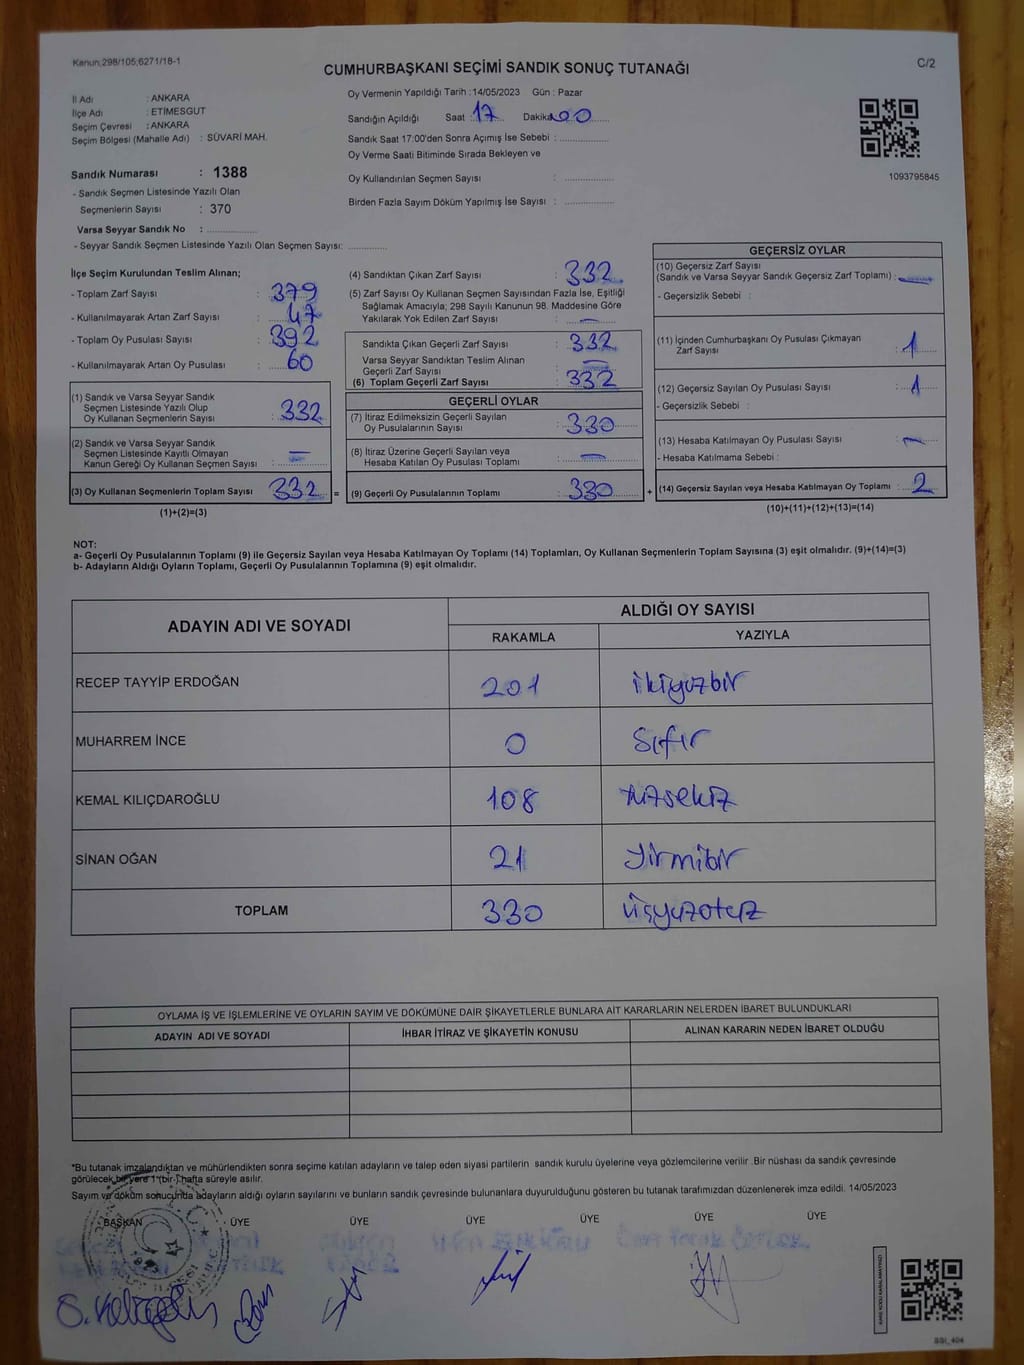 Kanun;298/105;6271/18-1
C/2
CUMHURBAŞKANI SEÇİMİ SANDIK SONUÇ TUTANAĞI
İl Adı : ANKARA
İlçe Adı : ETİMESGUT
Seçim Çevresi : ANKARA
Seçim Bölgesi (Mahalle Adı) : SÜVARİ MAH.
Oy Vermenin Yapıldığı Tarih :14/05/2023 Gün : Pazar
Sandığın Açıldığı Saat :17 Dakika 00
Sandık Saat 17:00'den Sonra Açımış İse Sebebi :
Oy Verme Saati Bitiminde Sırada Bekleyen ve
Oy Kullandırılan Seçmen Sayısı :
Birden Fazla Sayım Döküm Yapılmış İse Sayısı :
1093795845
Sandık Numarası : 1388
- Sandık Seçmen Listesinde Yazılı Olan
Seçmenlerin Sayısı : 370
Varsa Seyyar Sandık No :
- Seyyar Sandık Seçmen Listesinde Yazılı Olan Seçmen Sayısı:
İlçe Seçim Kurulundan Teslim Alınan;
- Toplam Zarf Sayısı : 379
- Kullanılmayarak Artan Zarf Sayısı : 47
- Toplam Oy Pusulası Sayısı : 392
- Kullanılmayarak Artan Oy Pusulası : 60
(1) Sandık ve Varsa Seyyar Sandık
Seçmen Listesinde Yazılı Olup
Oy Kullanan Seçmenlerin Sayısı : 332
(2) Sandık ve Varsa Seyyar Sandık
Seçmen Listesinde Kayıtlı Olmayan
Kanun Gereği Oy Kullanan Seçmen Sayısı : —
(3) Oy Kullanan Seçmenlerin Toplam Sayısı : 332 =
(1)+(2)=(3)
(4) Sandıktan Çıkan Zarf Sayısı : 332
(5) Zarf Sayısı Oy Kullanan Seçmen Sayısından Fazla İse, Eşitliği
Sağlamak Amacıyla; 298 Sayılı Kanunun 98. Maddesine Göre
Yakılarak Yok Edilen Zarf Sayısı : —
Sandıkta Çıkan Geçerli Zarf Sayısı : 332
Varsa Seyyar Sandıktan Teslim Alınan
Geçerli Zarf Sayısı : —
(6) Toplam Geçerli Zarf Sayısı : 332
GEÇERLİ OYLAR
(7) İtiraz Edilmeksizin Geçerli Sayılan
Oy Pusulalarının Sayısı : 330
(8) İtiraz Üzerine Geçerli Sayılan veya
Hesaba Katılan Oy Pusulası Toplamı : —
(9) Geçerli Oy Pusulalarının Toplamı : 330 +
GEÇERSİZ OYLAR
(10) Geçersiz Zarf Sayısı
(Sandık ve Varsa Seyyar Sandık Geçersiz Zarf Toplamı) : —
- Geçersizlik Sebebi :
(11) İçinden Cumhurbaşkanı Oy Pusulası Çıkmayan
Zarf Sayısı : 1
(12) Geçersiz Sayılan Oy Pusulası Sayısı : 1
- Geçersizlik Sebebi :
(13) Hesaba Katılmayan Oy Pusulası Sayısı : —
- Hesaba Katılmama Sebebi :
(14) Geçersiz Sayılan veya Hesaba Katılmayan Oy Toplamı : 2
(10)+(11)+(12)+(13)=(14)
NOT:
a- Geçerli Oy Pusulalarının Toplamı (9) ile Geçersiz Sayılan veya Hesaba Katılmayan Oy Toplamı (14) Toplamları, Oy Kullanan Seçmenlerin Toplam Sayısına (3) eşit olmalıdır. (9)+(14)=(3)
b- Adayların Aldığı Oyların Toplamı, Geçerli Oy Pusulalarının Toplamına (9) eşit olmalıdır.
ADAYIN ADI VE SOYADI
ALDIĞI OY SAYISI
RAKAMLA YAZIYLA
RECEP TAYYİP ERDOĞAN 201 ikiyüzbir
MUHARREM İNCE 0 Sıfır
KEMAL KILIÇDAROĞLU 108 yüzsekiz
SİNAN OĞAN 21 Yirmibir
TOPLAM 330 üçyüzotuz
OYLAMA İŞ VE İŞLEMLERİNE VE OYLARIN SAYIM VE DÖKÜMÜNE DAİR ŞİKAYETLERLE BUNLARA AİT KARARLARIN NELERDEN İBARET BULUNDUKLARI
ADAYIN ADI VE SOYADI İHBAR İTİRAZ VE ŞİKAYETİN KONUSU ALINAN KARARIN NEDEN İBARET OLDUĞU
*Bu tutanak imzalandıktan ve mühürlendikten sonra seçime katılan adayların ve talep eden siyasi partilerin sandık kurulu üyelerine veya gözlemcilerine verilir .Bir nüshası da sandık çevresinde
görülecek bir yere 1 (bir ) hafta süreyle asılır.
Sayım ve döküm sonucunda adayların aldığı oyların sayılarını ve bunların sandık çevresinde bulunanlara duyurulduğunu gösteren bu tutanak tarafımızdan düzenlenerek imza edildi. 14/05/2023
BAŞKAN ÜYE ÜYE ÜYE ÜYE ÜYE ÜYE